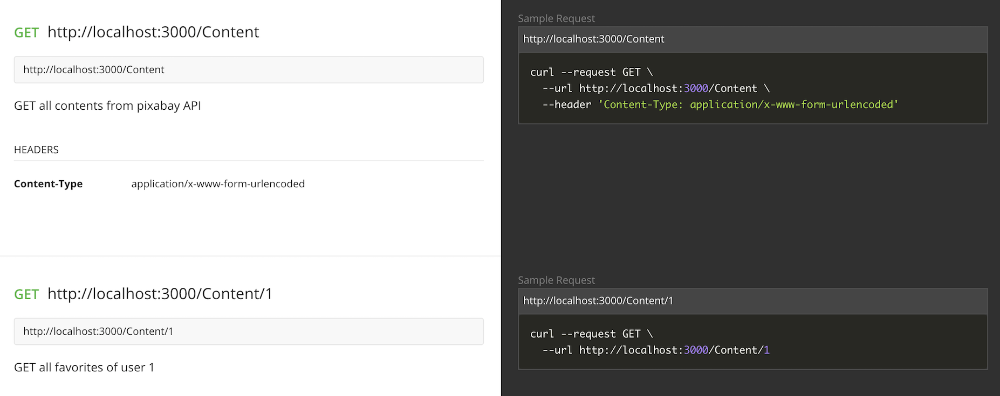 GET http://localhost:3000/Content
http://localhost:3000/Content
GET all contents from pixabay API
HEADERS
Content-Type application/x-www-form-urlencoded
Sample Request
http://localhost:3000/Content
curl --request GET \
--url http://localhost:3000/Content \
--header 'Content-Type: application/x-www-form-urlencoded'
GET http://localhost:3000/Content/1
http://localhost:3000/Content/1
GET all favorites of user 1
Sample Request
http://localhost:3000/Content/1
curl --request GET \
--url http://localhost:3000/Content/1